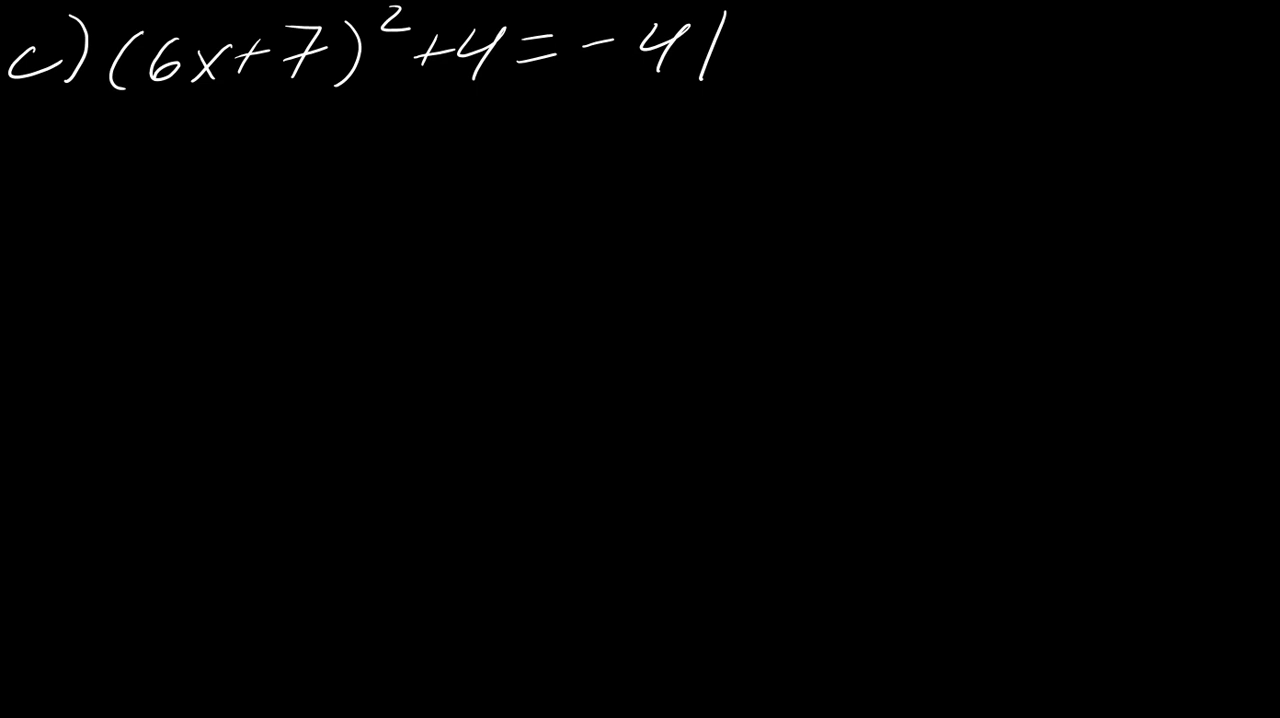 c) (6x+7)² +4 = -41